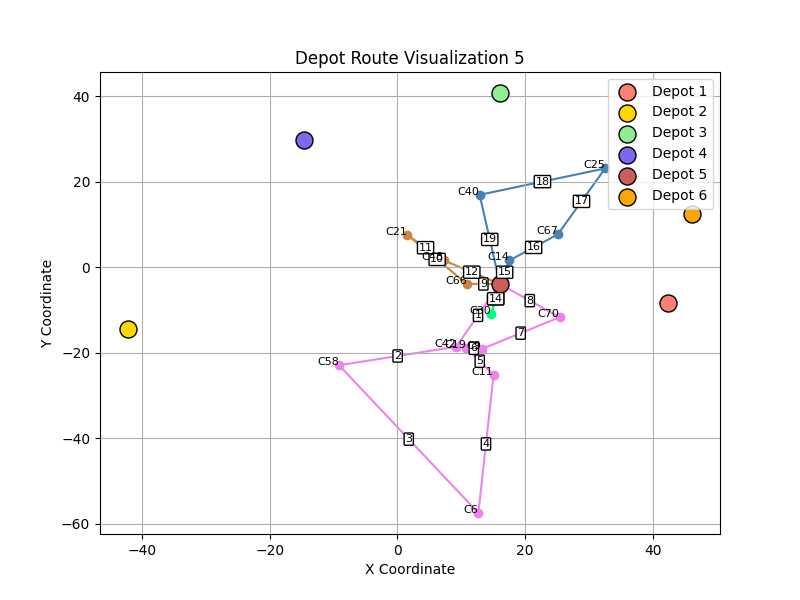 Depot Route Visualization 5
Depot 1
Depot 2
Depot 3
Depot 4
Depot 5
Depot 6
Y Coordinate
40
20
0
−20
−40
−60
−40
−20
0
20
40
X Coordinate
C25
18
C40
17
C21
19
C67
11
16
10
C14
12
15
C66
9
14
8
C30
1
C70
7
C42
6
2
C58
5
C11
3
4
C6